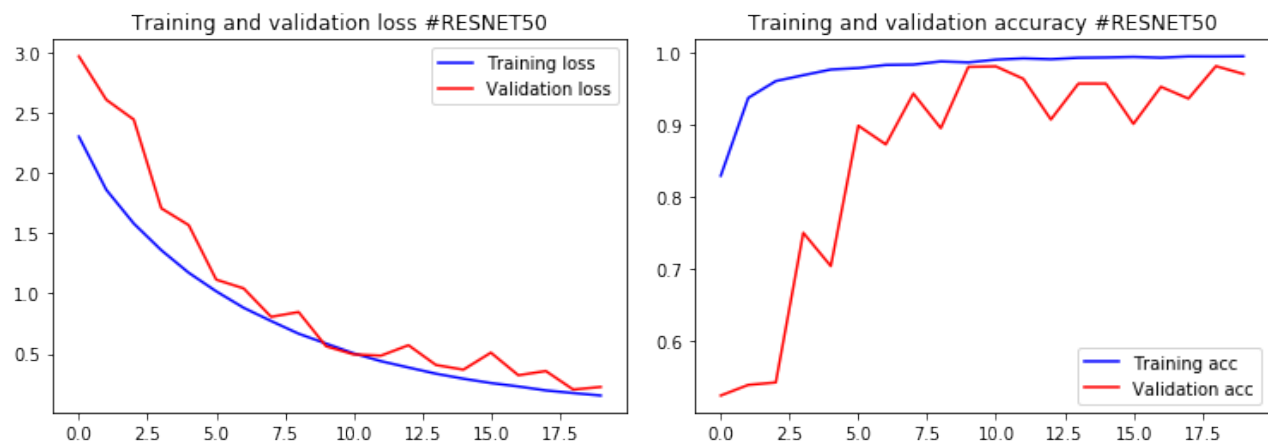 Training and validation loss #RESNET50
3.0
2.5
2.0
1.5
1.0
0.5
Training loss
Validation loss
0.0 2.5 5.0 7.5 10.0 12.5 15.0 17.5
Training and validation accuracy #RESNET50
1.0
0.9
0.8
0.7
0.6
Training acc
Validation acc
0.0 2.5 5.0 7.5 10.0 12.5 15.0 17.5